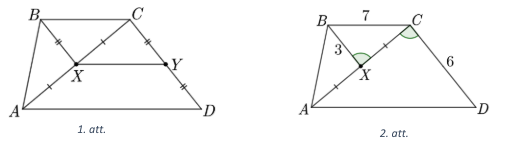 B C
X Y
A D
1. att.
B 7 C
3 6
X
A D
2. att.